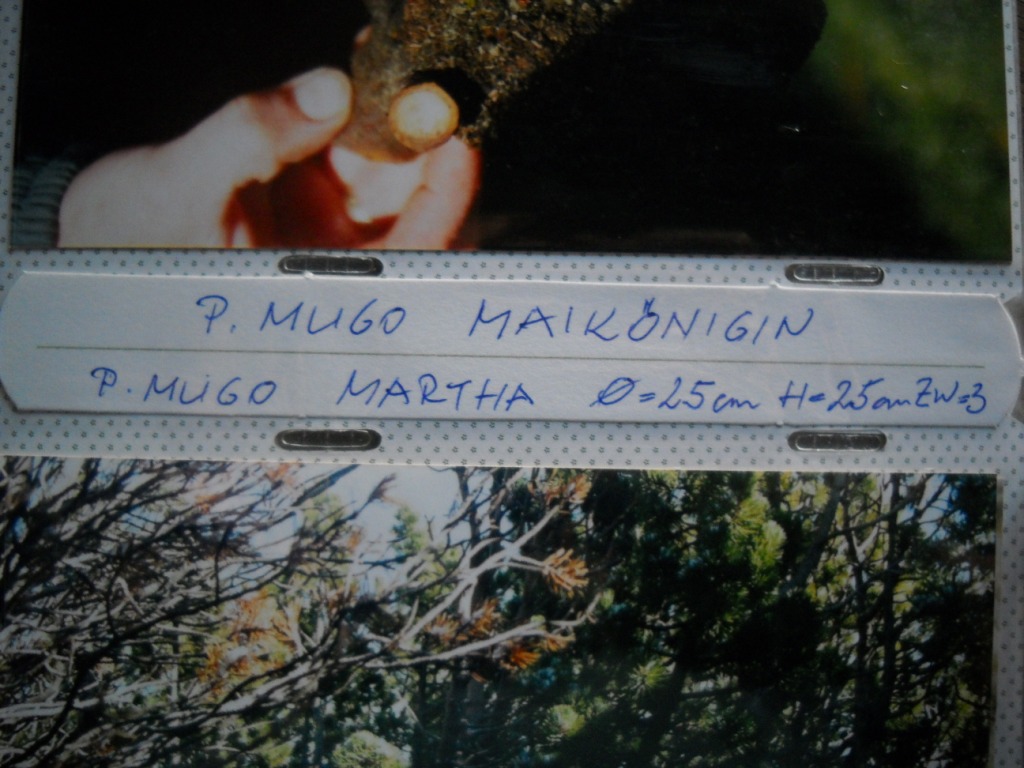 P. MUGO MAIKÖNIGIN
P. MUGO MARTHA Ø=25cm H=25cm ZW=3